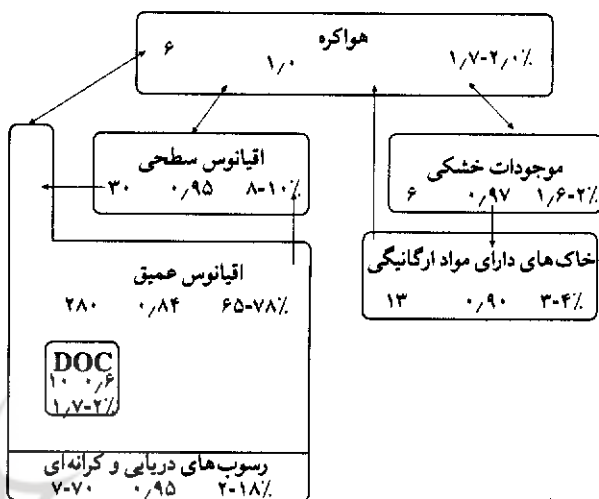 هواکره
۶ ۱٫۰ ۱٫۷-۲٫۰٪
اقیانوس سطحی
۳۰ ۰٫۹۵ ۸-۱۰٪
موجودات خشکی
۶ ۰٫۹۷ ۱٫۶-۲٪
خاک‌های دارای مواد ارگانیگی
۱۳ ۰٫۹۰ ۳-۴٪
اقیانوس عمیق
۲۸۰ ۰٫۸۴ ۶۵-۷۸٪
DOC
۱۰ ۰٫۶
۱٫۷-۲٪
رسوب‌های دریایی و کرانه‌ای
۷-۷۰ ۰٫۹۵ ۲-۱۸٪